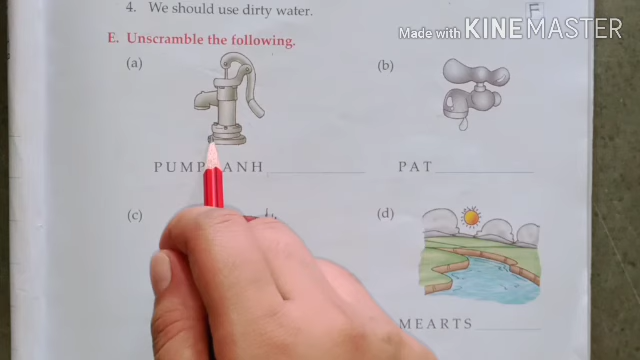 4. We should use dirty water. F
Made with KINEMASTER
E. Unscramble the following.
(a) (b)
PUMP ANH PAT
(c) (d)
MEARTS